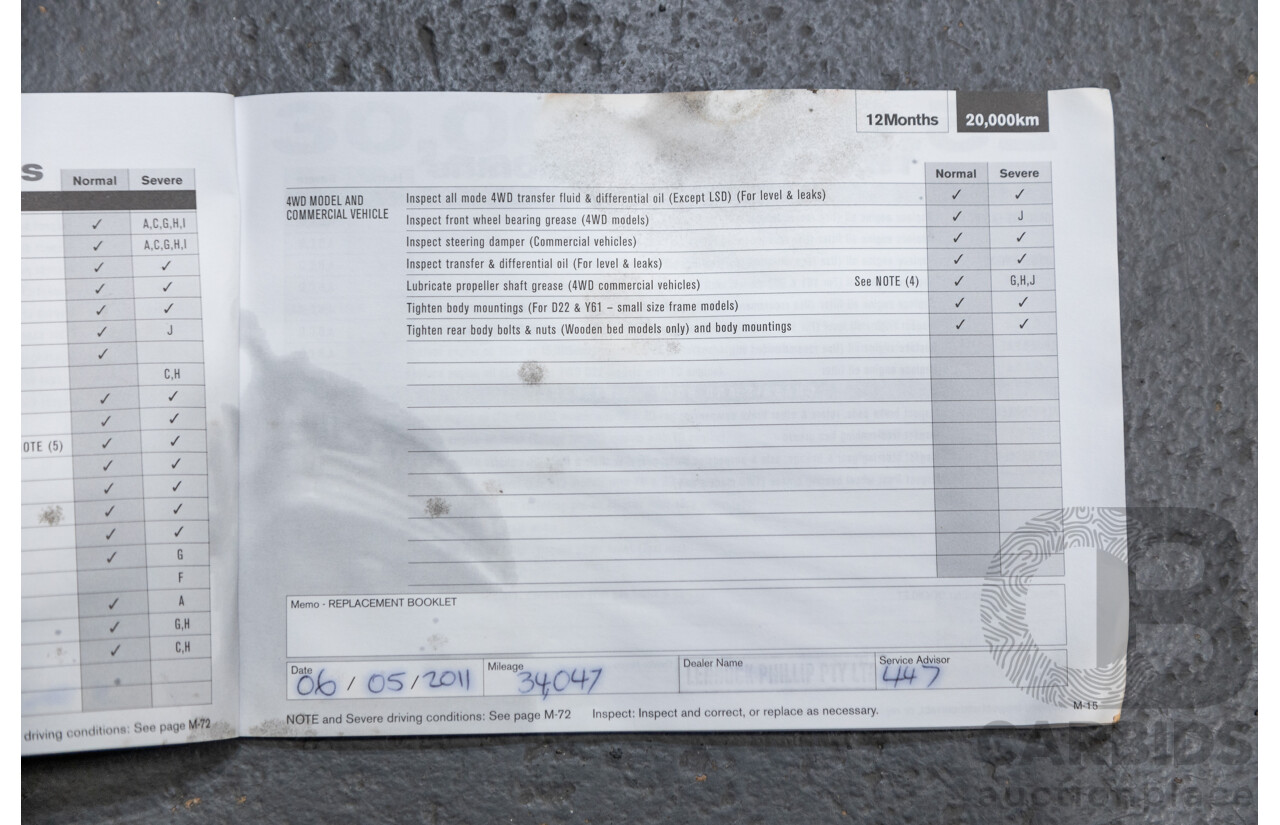 S
Normal Severe
✓ A,C,G,H,I
✓ A,C,G,H,I
✓ ✓
✓ ✓
✓ ✓
✓ J
✓
C,H
✓ ✓
✓ ✓
OTE (5) ✓ ✓
✓ ✓
✓ ✓
✓ ✓
✓ ✓
✓ G
F
✓ A
✓ G,H
✓ C,H
driving conditions: See page M-72
12Months 20,000km
Normal Severe
4WD MODEL AND
COMMERCIAL VEHICLE
Inspect all mode 4WD transfer fluid & differential oil (Except LSD) (For level & leaks) ✓ ✓
Inspect front wheel bearing grease (4WD models) ✓ J
Inspect steering damper (Commercial vehicles) ✓ ✓
Inspect transfer & differential oil (For level & leaks) ✓ ✓
Lubricate propeller shaft grease (4WD commercial vehicles) See NOTE (4) ✓ G,H,J
Tighten body mountings (For D22 & Y61 – small size frame models) ✓ ✓
Tighten rear body bolts & nuts (Wooden bed models only) and body mountings ✓ ✓
Memo - REPLACEMENT BOOKLET
Date 06 / 05 / 2011 Mileage 34,047 Dealer Name Service Advisor 447
PHILLIP PTY LTD
NOTE and Severe driving conditions: See page M-72 Inspect: Inspect and correct, or replace as necessary.
M-15
CARBIDS
auctionplace